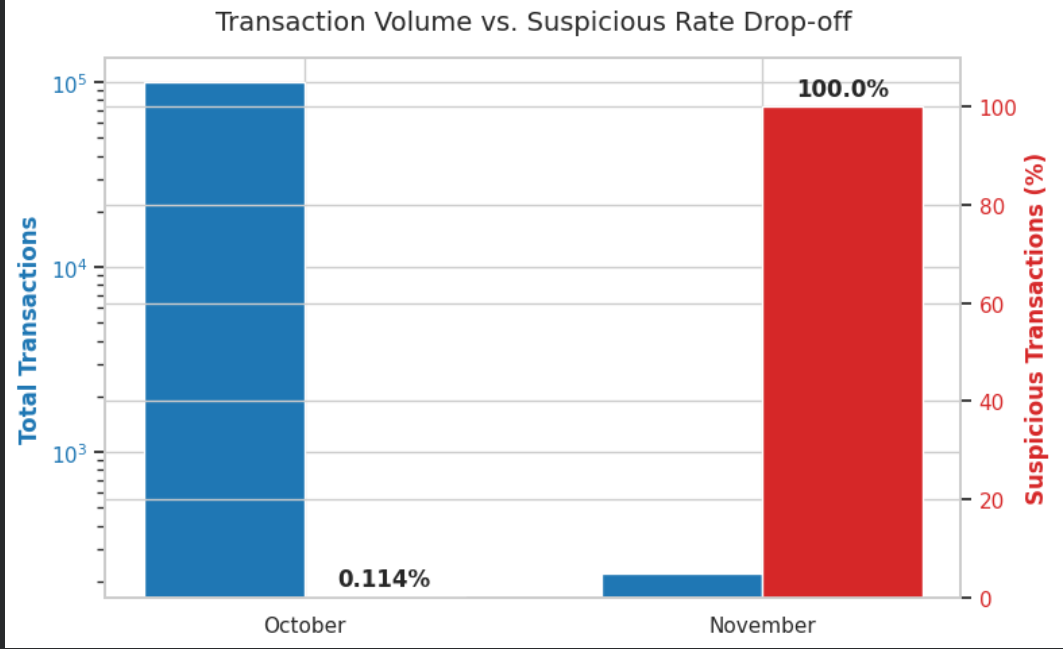 Transaction Volume vs. Suspicious Rate Drop-off
10⁵
10⁴
10³
Total Transactions
0.114%
100.0%
100
80
60
40
20
0
Suspicious Transactions (%)
October
November